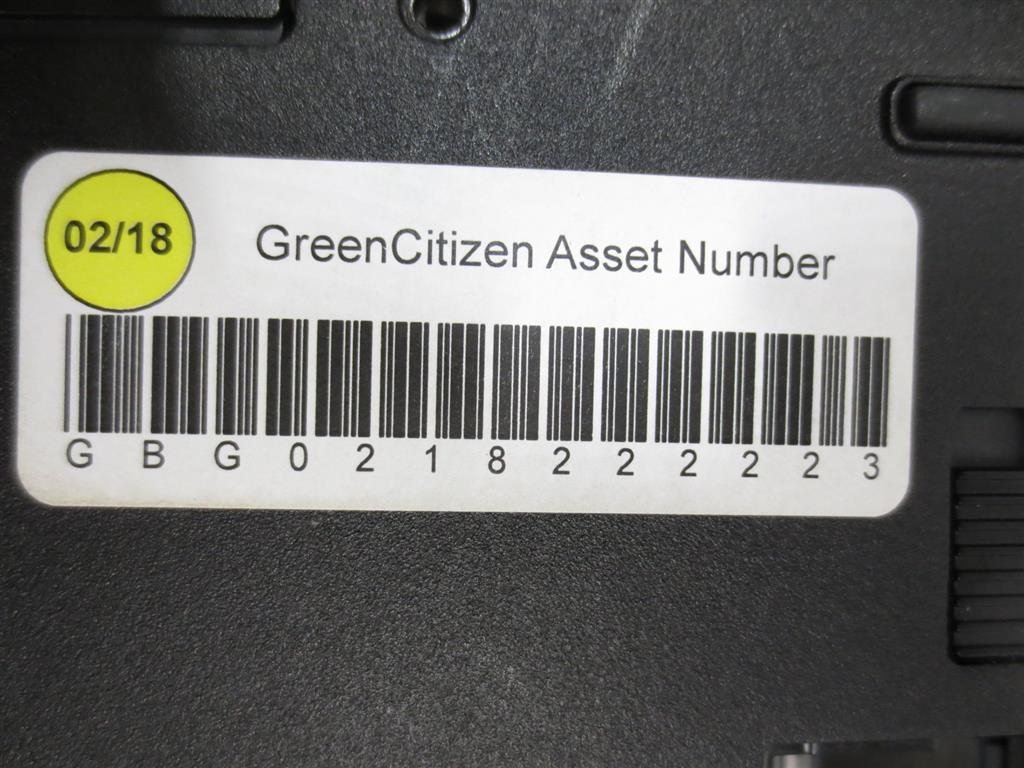 02/18
GreenCitizen Asset Number
G B G 0 2 1 8 2 2 2 2 2 3